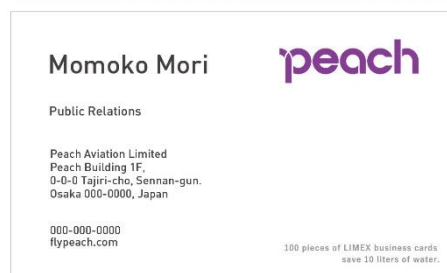 Momoko Mori
peach
Public Relations
Peach Aviation Limited
Peach Building 1F,
0-0-0 Tajiri-cho, Sennan-gun.
Osaka 000-0000, Japan
000-000-0000
flypeach.com
100 pieces of LIMEX business cards
save 10 liters of water.